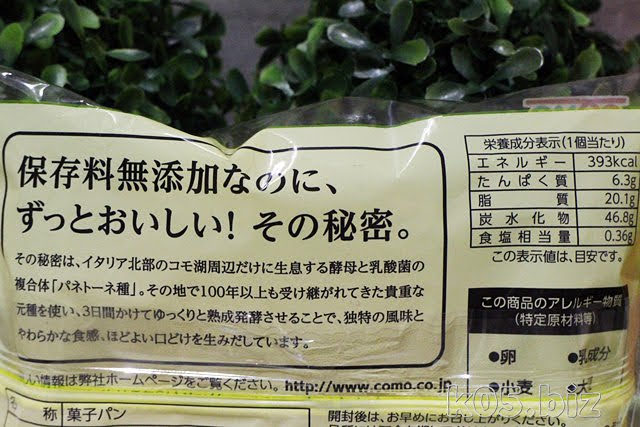 保存料無添加なのに、
ずっとおいしい! その秘密。
その秘密は、イタリア北部のコモ湖周辺だけに生息する酵母と乳酸菌の
複合体「パネトーネ種」。その地で100年以上も受け継がれてきた貴重な
元種を使い、3日間かけてゆっくりと熟成発酵させることで、独特の風味と
やわらかな食感、ほどよい口どけを生みだしています。
しい情報は弊社ホームページをご覧ください。http://www.como.co.jp
名 称 菓子パン
栄養成分表示(1個当たり)
エネルギー 393kcal
たんぱく質 6.3g
脂質 20.1g
炭水化物 46.8g
食塩相当量 0.36g
この表示値は、目安です。
この商品のアレルギー物質
(特定原材料等)
●卵 ●乳成分
●小麦 ●大
開封後は、お早めにお召し上がりください。
k05.biz